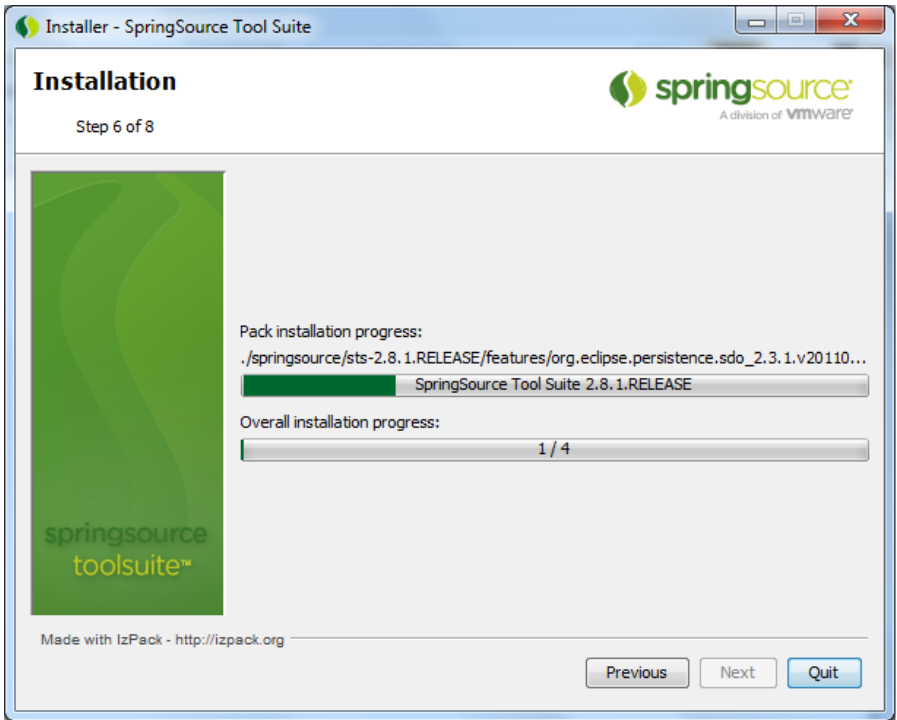 Installer - SpringSource Tool Suite
Installation
Step 6 of 8
springsource
A division of vmware
Pack installation progress:
./springsource/sts-2.8.1.RELEASE/features/org.eclipse.persistence.sdo_2.3.1.v20110...
SpringSource Tool Suite 2.8.1.RELEASE
Overall installation progress:
1 / 4
springsource
toolsuite™
Made with IzPack - http://izpack.org
Previous
Next
Quit